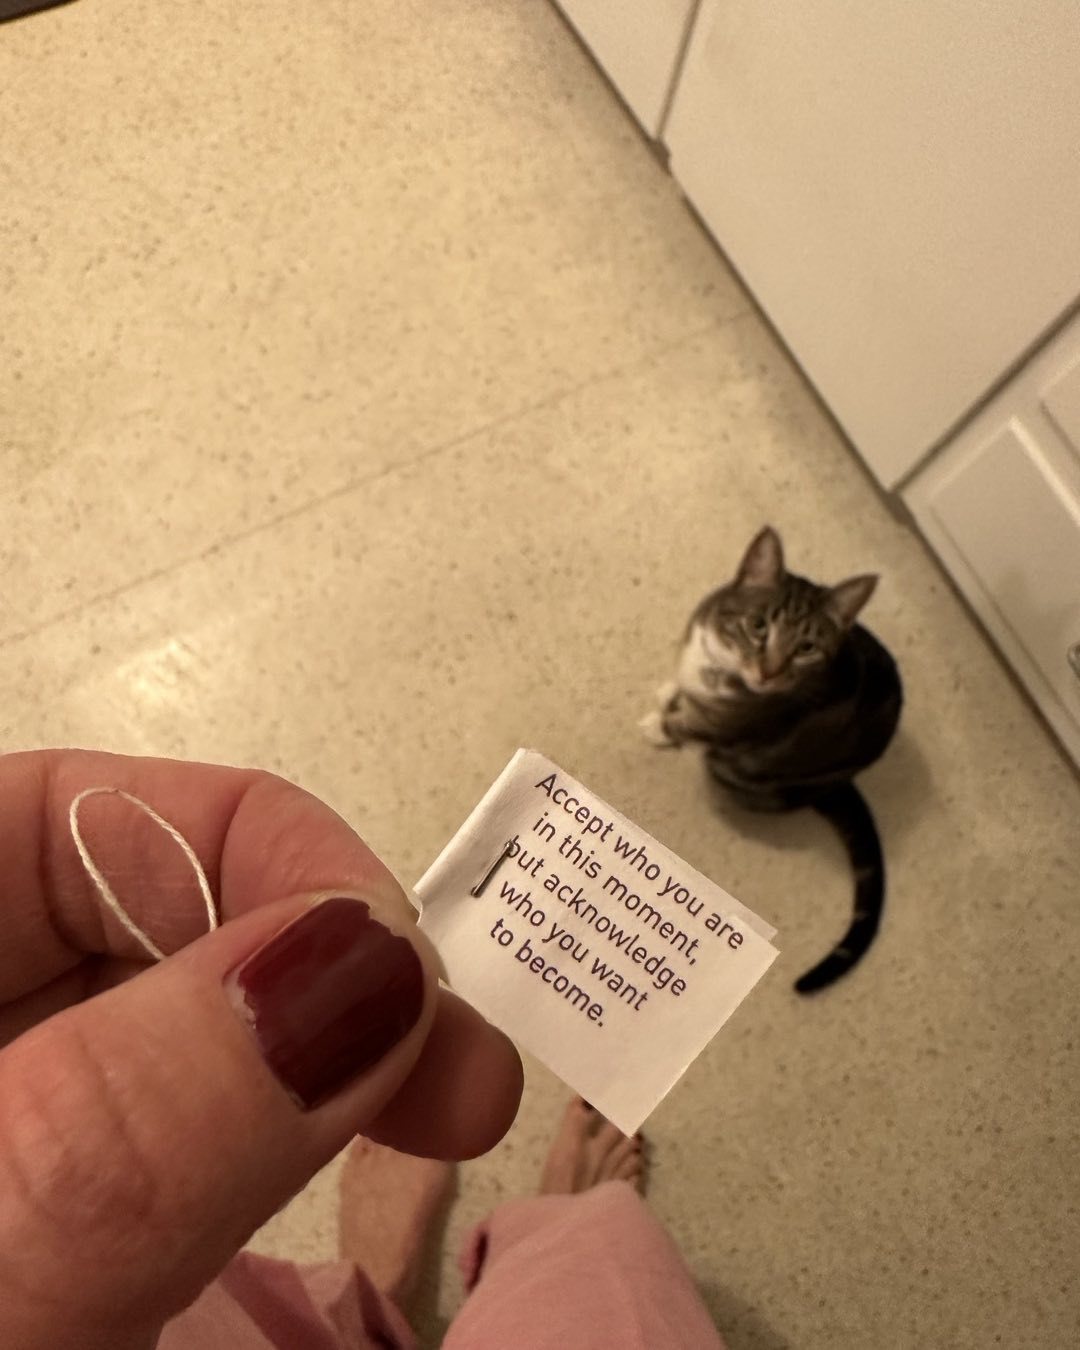 Accept who you are
in this moment,
but acknowledge
who you want
to become.